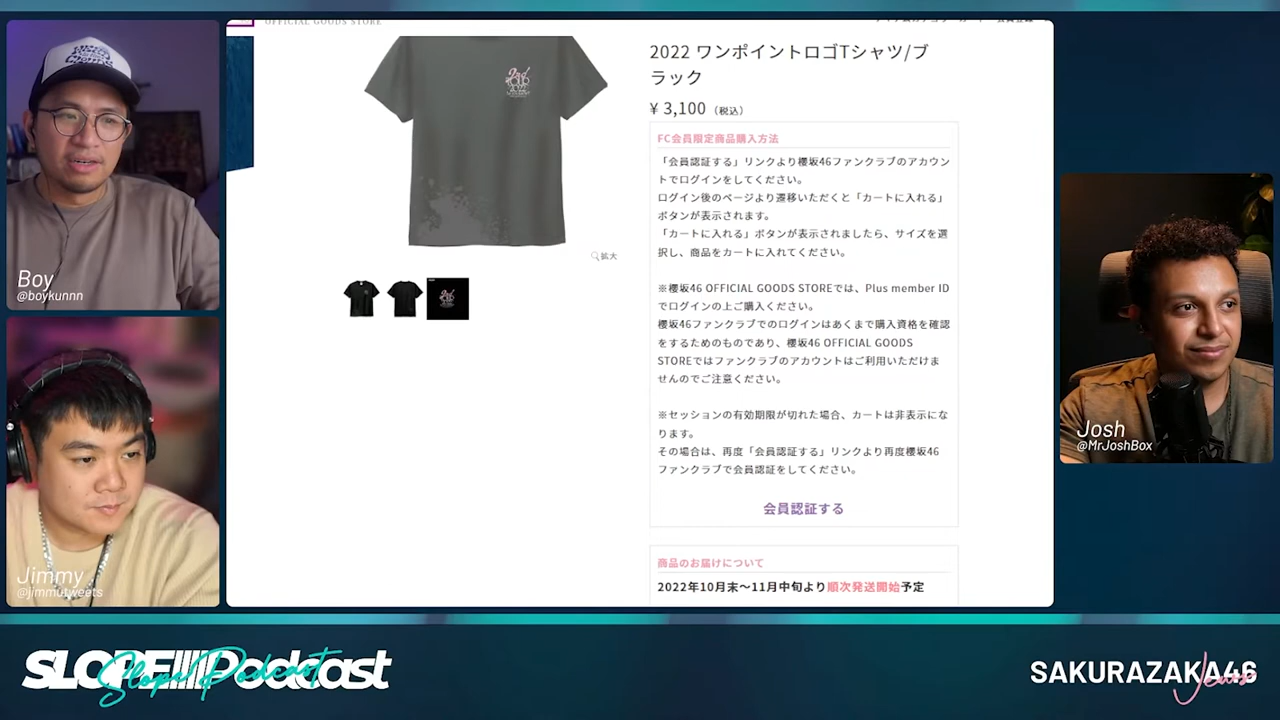 OFFICIAL GOODS STORE
2022 ワンポイントロゴTシャツ/ブ
ラック
¥ 3,100 (税込)
FC会員限定商品購入方法
「会員認証する」リンクより櫻坂46ファンクラブのアカウン
トでログインをしてください。
ログイン後のページより遷移いただくと「カートに入れる」
ボタンが表示されます。
「カートに入れる」ボタンが表示されましたら、サイズを選
択し、商品をカートに入れてください。
※櫻坂46 OFFICIAL GOODS STOREでは、Plus member ID
でログインの上ご購入ください。
櫻坂46ファンクラブでのログインはあくまで購入資格を確認
をするためのものであり、櫻坂46 OFFICIAL GOODS
STOREではファンクラブのアカウントはご利用いただけま
せんのでご注意ください。
※セッションの有効期限が切れた場合、カートは非表示にな
ります。
その場合は、再度「会員認証する」リンクより再度櫻坂46
ファンクラブで会員認証をしてください。
会員認証する
商品のお届けについて
2022年10月末〜11月中旬より順次発送開始予定
拡大
Boy
@boykunnn
Jimmy
@jimmutweets
Josh
@MrJoshBox
SLOPE Podcast
Slope Podcast
SAKURAZAKA46